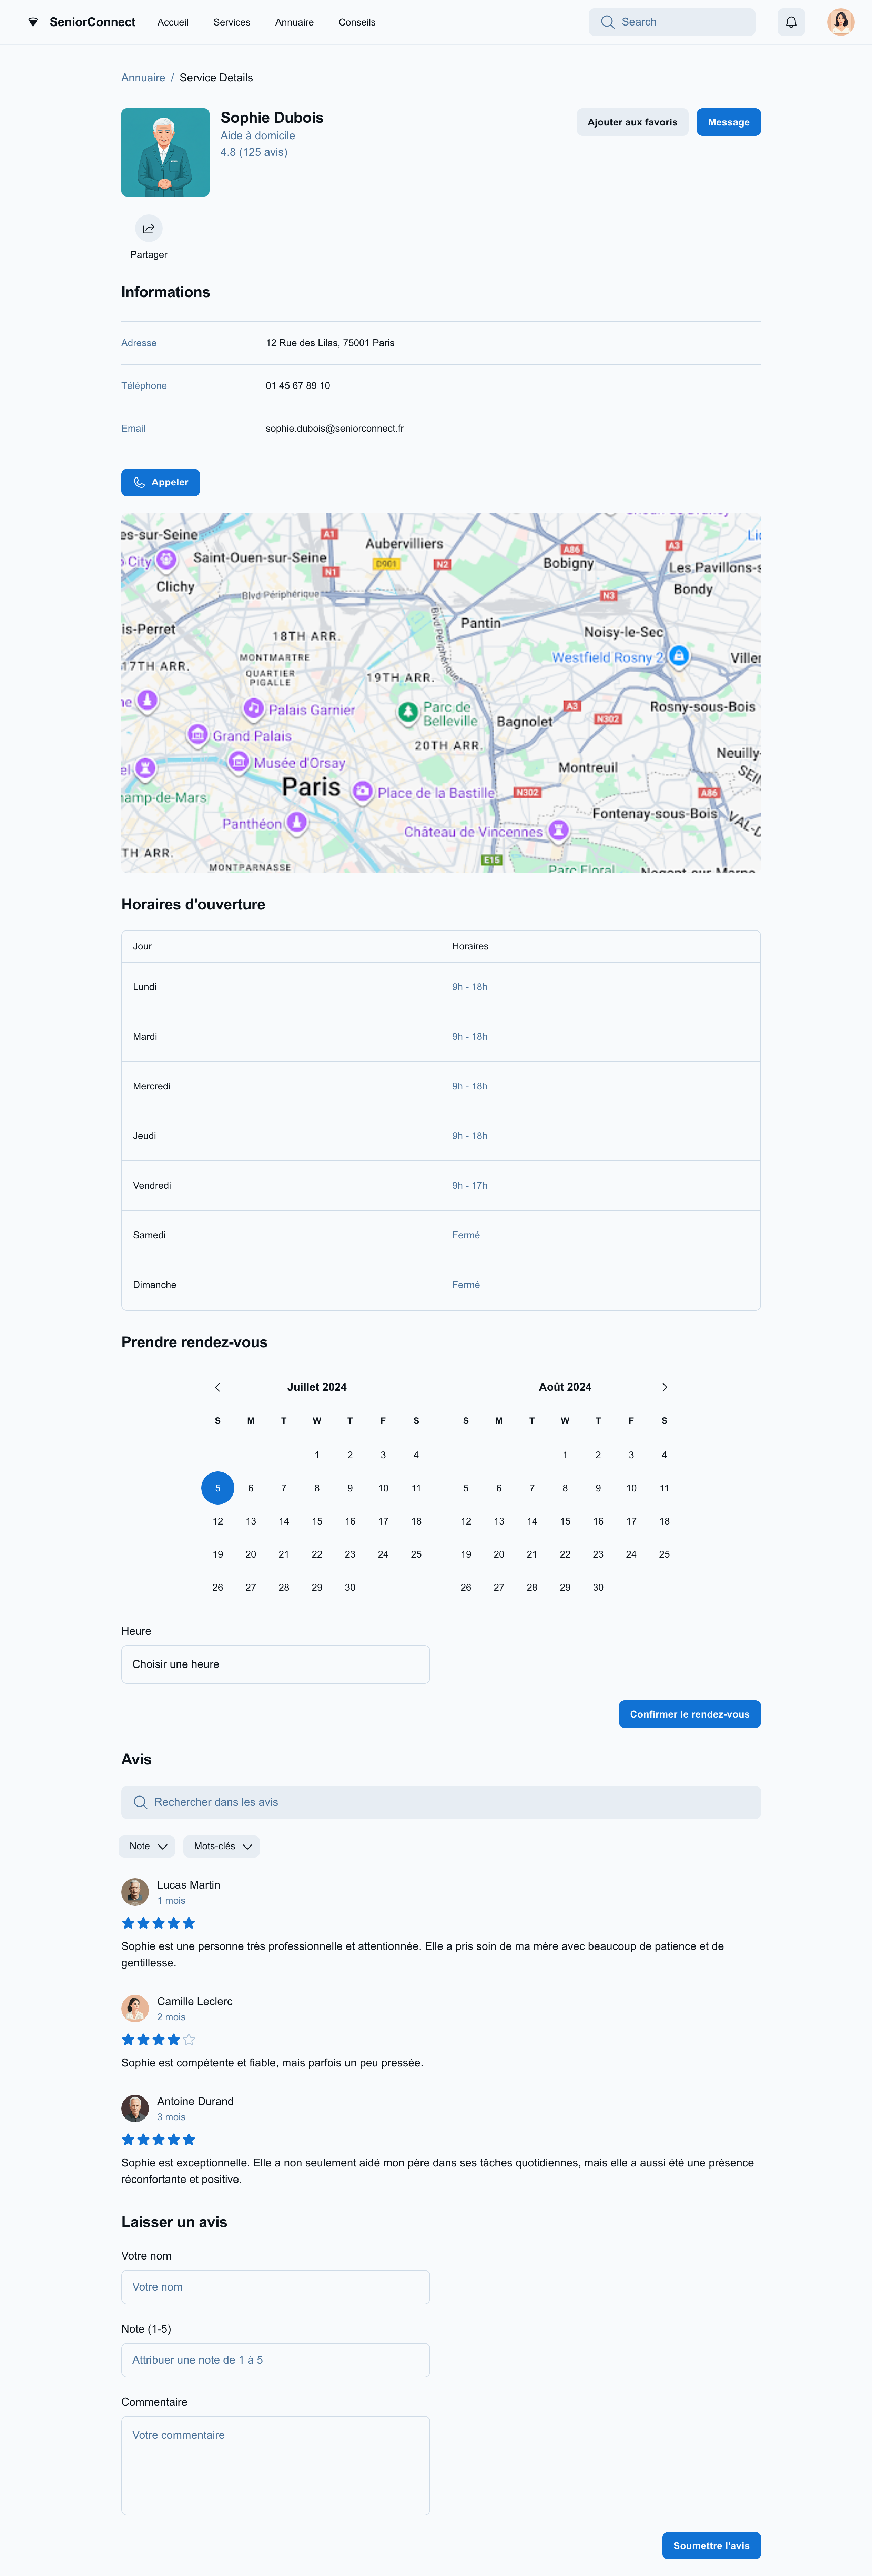 SeniorConnect
Accueil
Services
Annuaire
Conseils
Search
Annuaire / Service Details
Sophie Dubois
Aide à domicile
4.8 (125 avis)
Ajouter aux favoris
Message
Partager
Informations
Adresse 12 Rue des Lilas, 75001 Paris
Téléphone 01 45 67 89 10
Email sophie.dubois@seniorconnect.fr
Appeler
es-sur-Seine
A1
Aubervilliers
A86
A3
City
Saint-Ouen-sur-Seine
D901
N2
Bobigny
N1
Les Pavillons-s
Clichy
Blvd Périphérique
N3
Bondy
is-Perret
18TH ARR.
Blvd Périphérique
Pantin
Noisy-le-Sec
17TH ARR.
MONTMARTRE
QUARTIER
PIGALLE
19TH ARR.
Westfield Rosny 2
Viller
Palais Garnier
Parc de
Belleville
Bagnolet
A3
N302
Rosny-sous-Bois
Grand Palais
20TH ARR.
Neuilly-
Musée d'Orsay
Montreuil
SEIN
Paris
Place de la Bastille
N302
A86
hamp-de-Mars
Panthéon
Château de Vincennes
Fontenay-sous-Bois
VAL-D
TH ARR.
MONTPARNASSE
E15
Parc Floral
Horaires d'ouverture
Jour Horaires
Lundi 9h - 18h
Mardi 9h - 18h
Mercredi 9h - 18h
Jeudi 9h - 18h
Vendredi 9h - 17h
Samedi Fermé
Dimanche Fermé
Prendre rendez-vous
Juillet 2024
S M T W T F S
1 2 3 4
5 6 7 8 9 10 11
12 13 14 15 16 17 18
19 20 21 22 23 24 25
26 27 28 29 30
Août 2024
S M T W T F S
1 2 3 4
5 6 7 8 9 10 11
12 13 14 15 16 17 18
19 20 21 22 23 24 25
26 27 28 29 30
Heure
Choisir une heure
Confirmer le rendez-vous
Avis
Rechercher dans les avis
Note
Mots-clés
Lucas Martin
1 mois
Sophie est une personne très professionnelle et attentionnée. Elle a pris soin de ma mère avec beaucoup de patience et de
gentillesse.
Camille Leclerc
2 mois
Sophie est compétente et fiable, mais parfois un peu pressée.
Antoine Durand
3 mois
Sophie est exceptionnelle. Elle a non seulement aidé mon père dans ses tâches quotidiennes, mais elle a aussi été une présence
réconfortante et positive.
Laisser un avis
Votre nom
Votre nom
Note (1-5)
Attribuer une note de 1 à 5
Commentaire
Votre commentaire
Soumettre l'avis